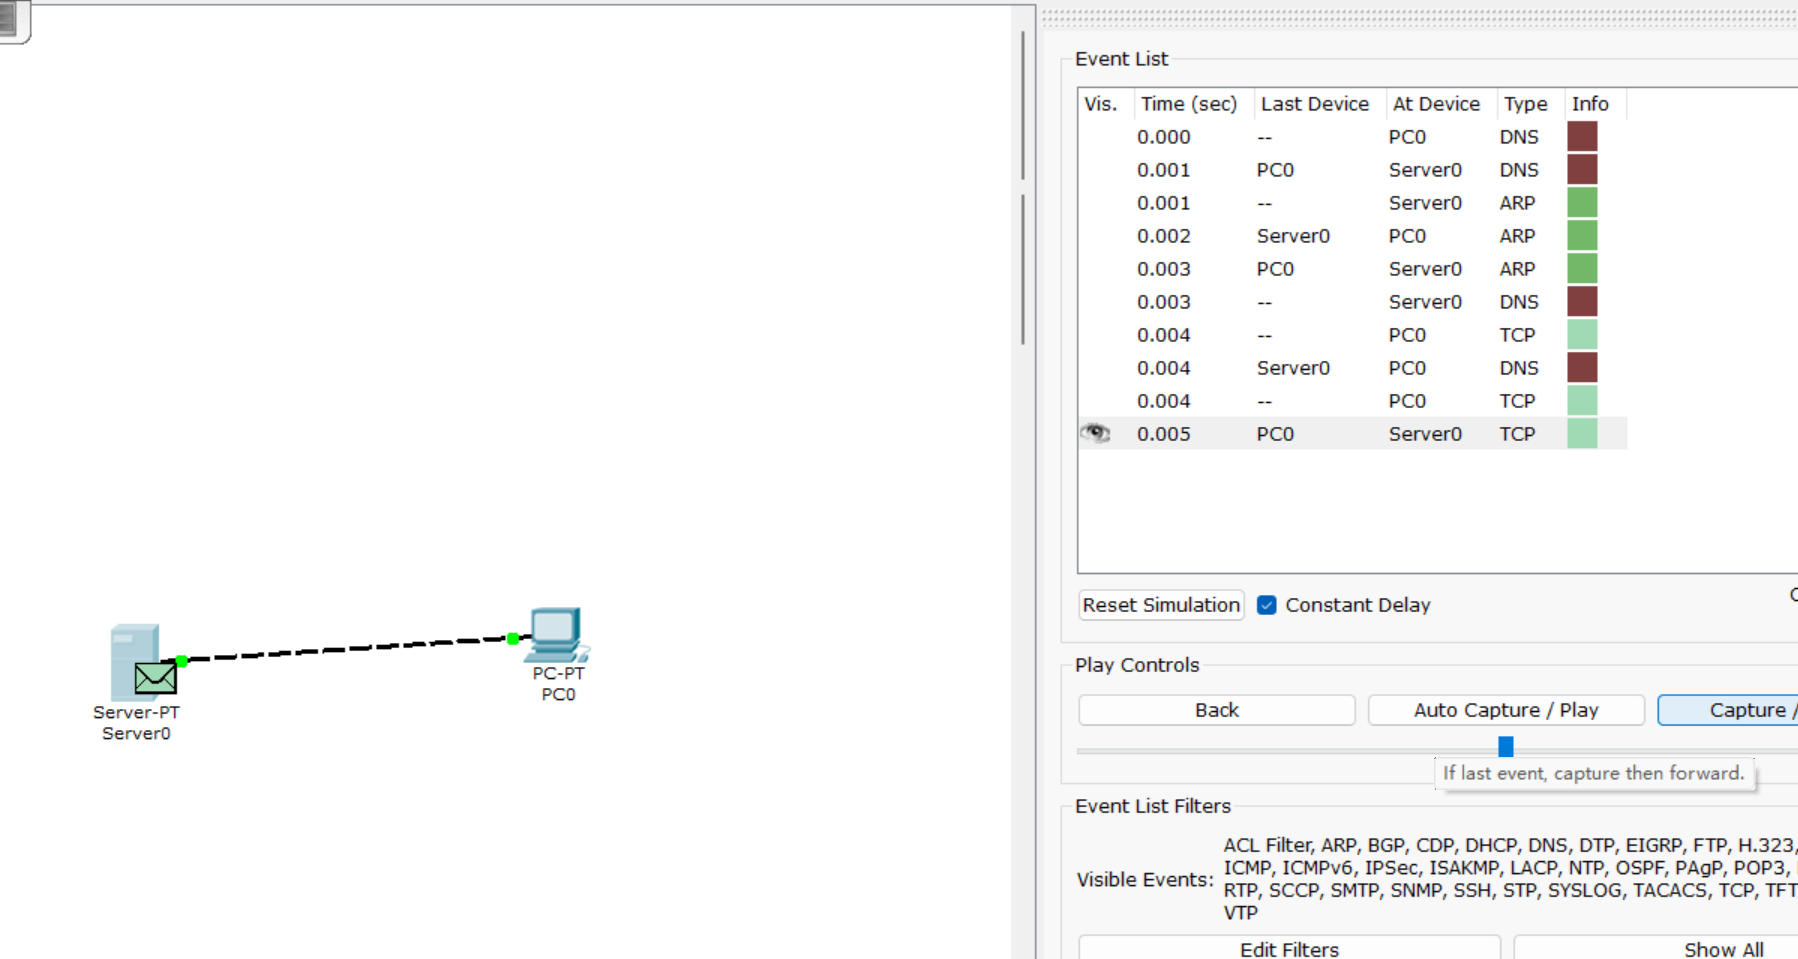 Event List
Vis. Time (sec) Last Device At Device Type Info
0.000 -- PC0 DNS
0.001 PC0 Server0 DNS
0.001 -- Server0 ARP
0.002 Server0 PC0 ARP
0.003 PC0 Server0 ARP
0.003 -- Server0 DNS
0.004 -- PC0 TCP
0.004 Server0 PC0 DNS
0.004 -- PC0 TCP
0.005 PC0 Server0 TCP
Reset Simulation Constant Delay
Play Controls
Back Auto Capture / Play Capture /
If last event, capture then forward.
Event List Filters
Visible Events:
ACL Filter, ARP, BGP, CDP, DHCP, DNS, DTP, EIGRP, FTP, H.323,
ICMP, ICMPv6, IPSec, ISAKMP, LACP, NTP, OSPF, PAgP, POP3,
RTP, SCCP, SMTP, SNMP, SSH, STP, SYSLOG, TACACS, TCP, TFT
VTP
Edit Filters Show All
Server-PT
Server0
PC-PT
PC0